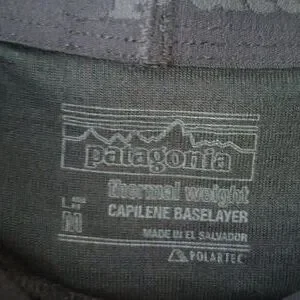 patagonia
thermal weight
CAPILENE BASELAYER
M
MADE IN EL SALVADOR
POLARTEC